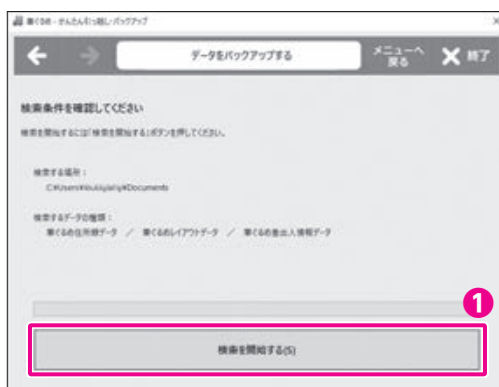 筆ぐるめ - かんたん引っ越し・バックアップ
データをバックアップする
メニューへ
戻る
終了
検索条件を確認してください
検索を開始するには「検索を開始する」ボタンを押してください。
検索する場所：
検索するデータの種類：
筆ぐるめ住所録データ / 筆ぐるめレイアウトデータ / 筆ぐるめ差出人情報データ
1
検索を開始する(S)